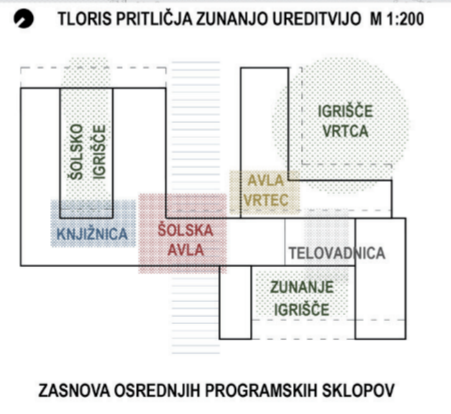 TLORIS PRITLIČJA ZUNANJO UREDITVIJO M 1:200
ŠOLSKO
IGRIŠČE
IGRIŠČE
VRTCA
AVLA
VRTEC
KNJIŽNICA
ŠOLSKA
AVLA
TELOVADNICA
ZUNANJE
IGRIŠČE
ZASNOVA OSREDNJIH PROGRAMSKIH SKLOPOV